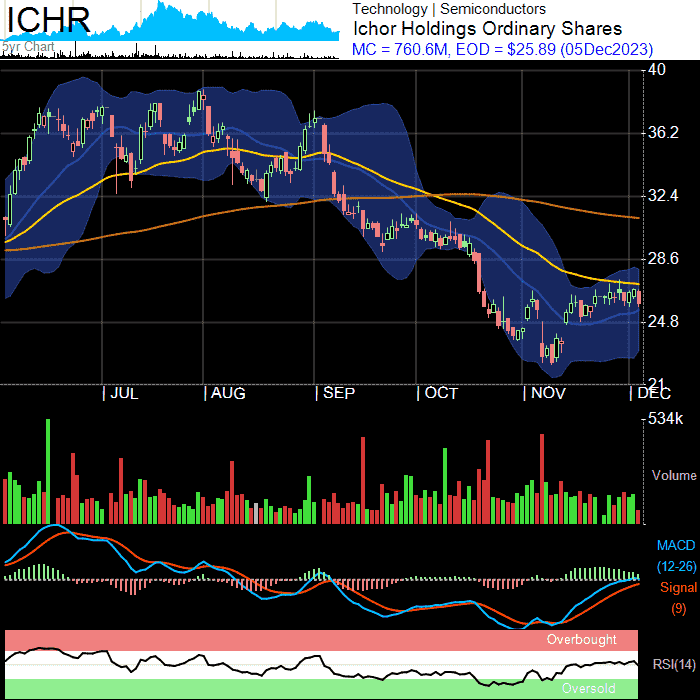 ICHR
5yr Chart
Technology | Semiconductors
Ichor Holdings Ordinary Shares
MC = 760.6M, EOD = $25.89 (05Dec2023)
40
36.2
32.4
28.6
24.8
21
| JUL | AUG | SEP | OCT | NOV | DEC
534k
Volume
MACD
(12-26)
Signal
(9)
Overbought
RSI(14)
Oversold